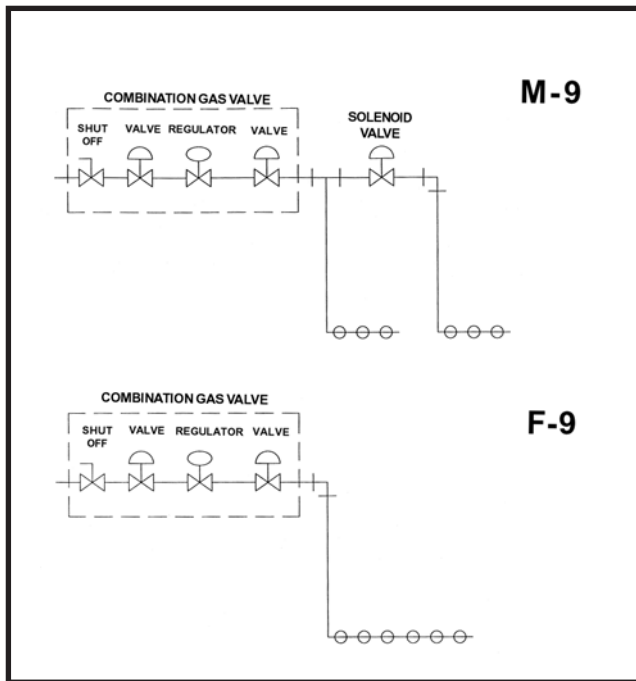 M-9
COMBINATION GAS VALVE
SHUT
OFF
VALVE
REGULATOR
VALVE
SOLENOID
VALVE
F-9
COMBINATION GAS VALVE
SHUT
OFF
VALVE
REGULATOR
VALVE